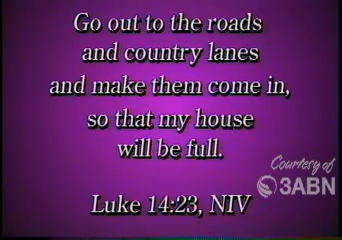 Go out to the roads
and country lanes
and make them come in,
so that my house
will be full.
Courtesy of
3ABN
Luke 14:23, NIV